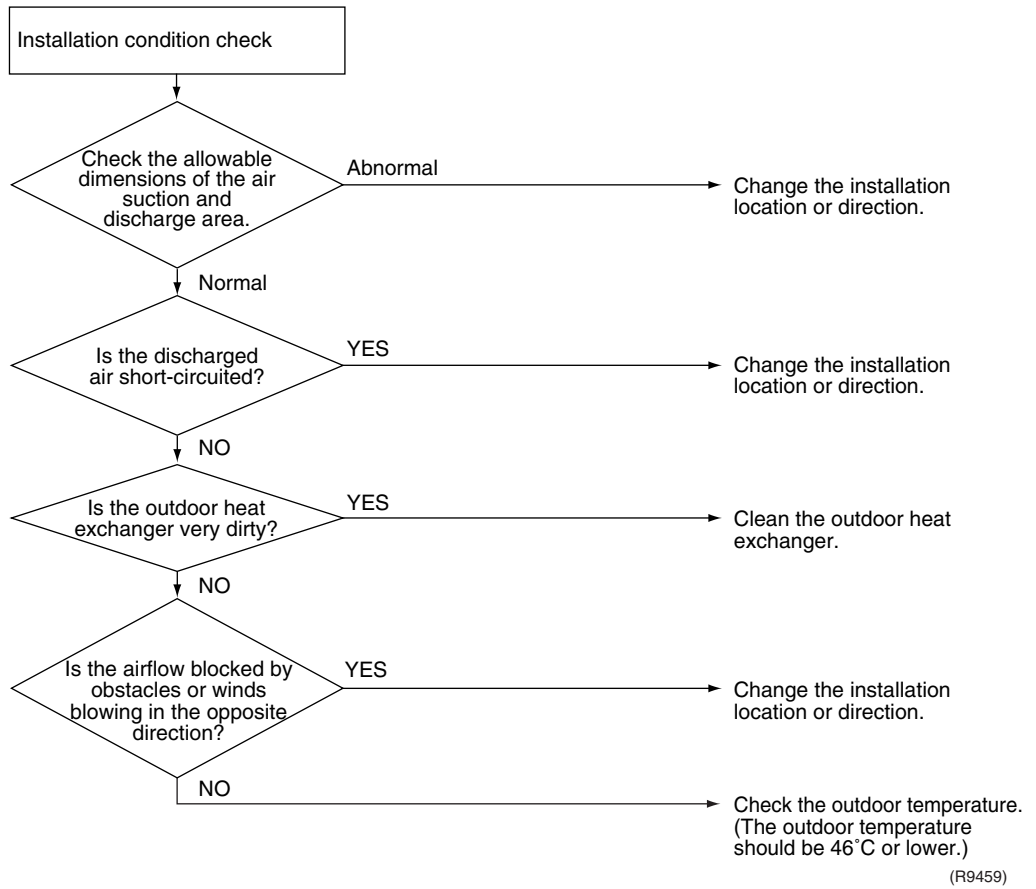 Installation condition check
Check the allowable
dimensions of the air
suction and
discharge area.
Abnormal
Change the installation
location or direction.
Normal
Is the discharged
air short-circuited?
YES
Change the installation
location or direction.
NO
Is the outdoor heat
exchanger very dirty?
YES
Clean the outdoor heat
exchanger.
NO
Is the airflow blocked by
obstacles or winds
blowing in the opposite
direction?
YES
Change the installation
location or direction.
NO
Check the outdoor temperature.
(The outdoor temperature
should be 46˚C or lower.)
(R9459)